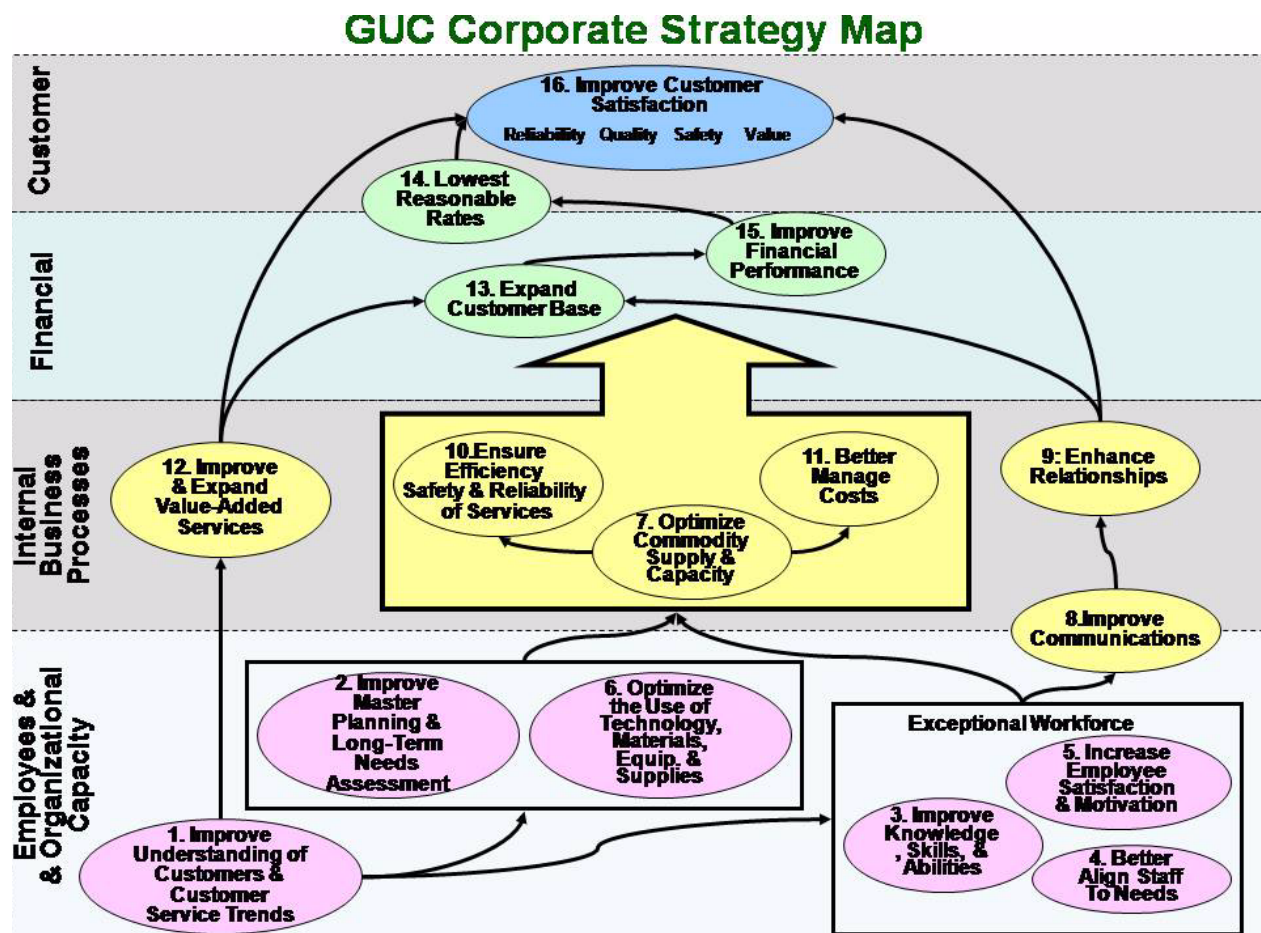 GUC Corporate Strategy Map
Customer
16. Improve Customer
Satisfaction
Reliability Quality Safety Value
14. Lowest
Reasonable
Rates
Financial
15. Improve
Financial
Performance
13. Expand
Customer Base
Internal
Business
Processes
12. Improve
& Expand
Value-Added
Services
10.Ensure
Efficiency
Safety & Reliability
of Services
11. Better
Manage
Costs
7. Optimize
Commodity
Supply &
Capacity
9: Enhance
Relationships
8.Improve
Communications
Employees &
& Organizational
Capacity
2. Improve
Master
Planning &
Long-Term
Needs
Assessment
6. Optimize
the Use of
Technology,
Materials,
Equip. &
Supplies
Exceptional Workforce
5. Increase
Employee
Satisfaction
& Motivation
3. Improve
Knowledge
, Skills, &
Abilities
4. Better
Align Staff
To Needs
1. Improve
Understanding of
Customers &
Customer
Service Trends